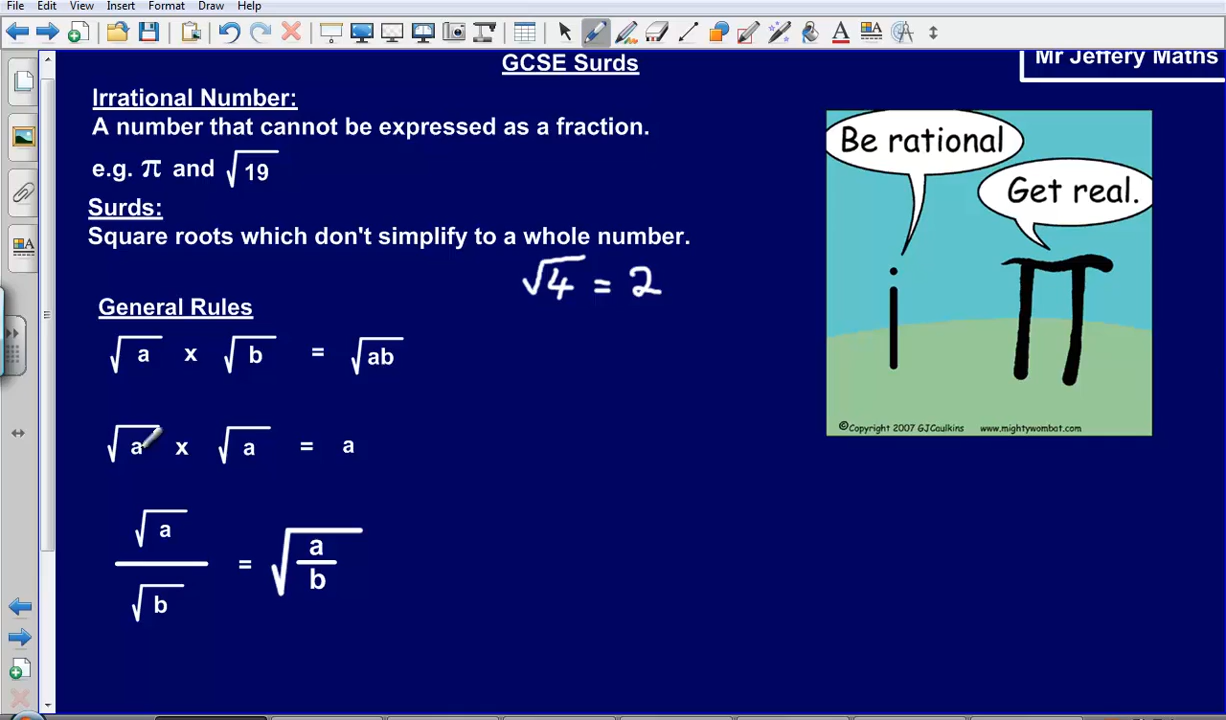 File Edit View Insert Format Draw Help
GCSE Surds
Mr Jeffery Maths
Irrational Number:
A number that cannot be expressed as a fraction.
e.g. π and √19
Surds:
Square roots which don't simplify to a whole number.
√4 = 2
General Rules
√a x √b = √ab
√a x √a = a
√a
√b
=
√a
b
Be rational
Get real.
i π
©Copyright 2007 GJCaulkins www.mightywombat.com